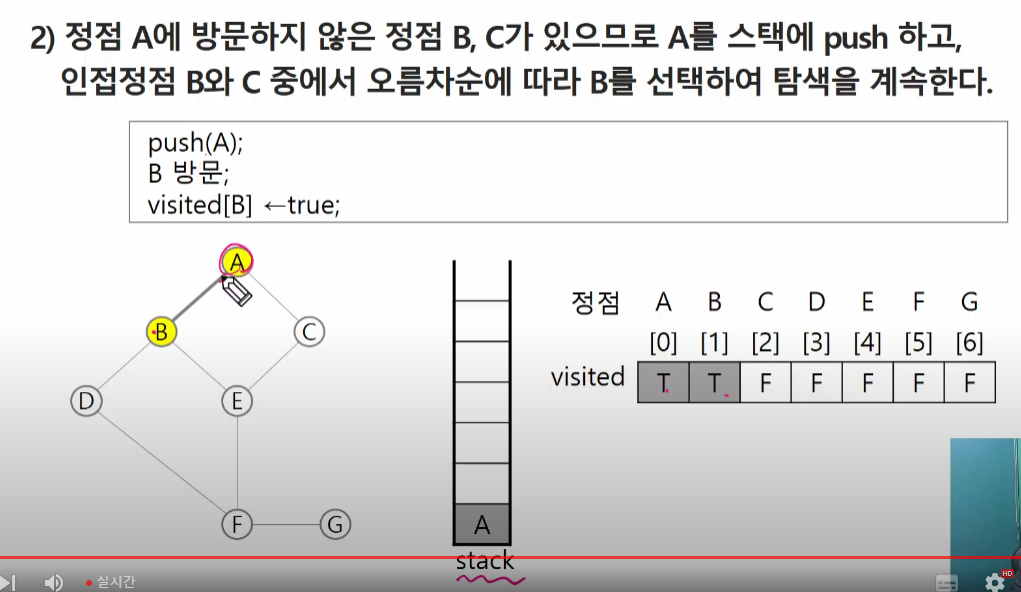 2) 정점 A에 방문하지 않은 정점 B, C가 있으므로 A를 스택에 push 하고,
인접정점 B와 C 중에서 오름차순에 따라 B를 선택하여 탐색을 계속한다.
push(A);
B 방문;
visited[B] ←true;
A
B
C
D
E
F
G
A
stack
정점 A B C D E F G
[0] [1] [2] [3] [4] [5] [6]
visited T T F F F F F
실시간
HD